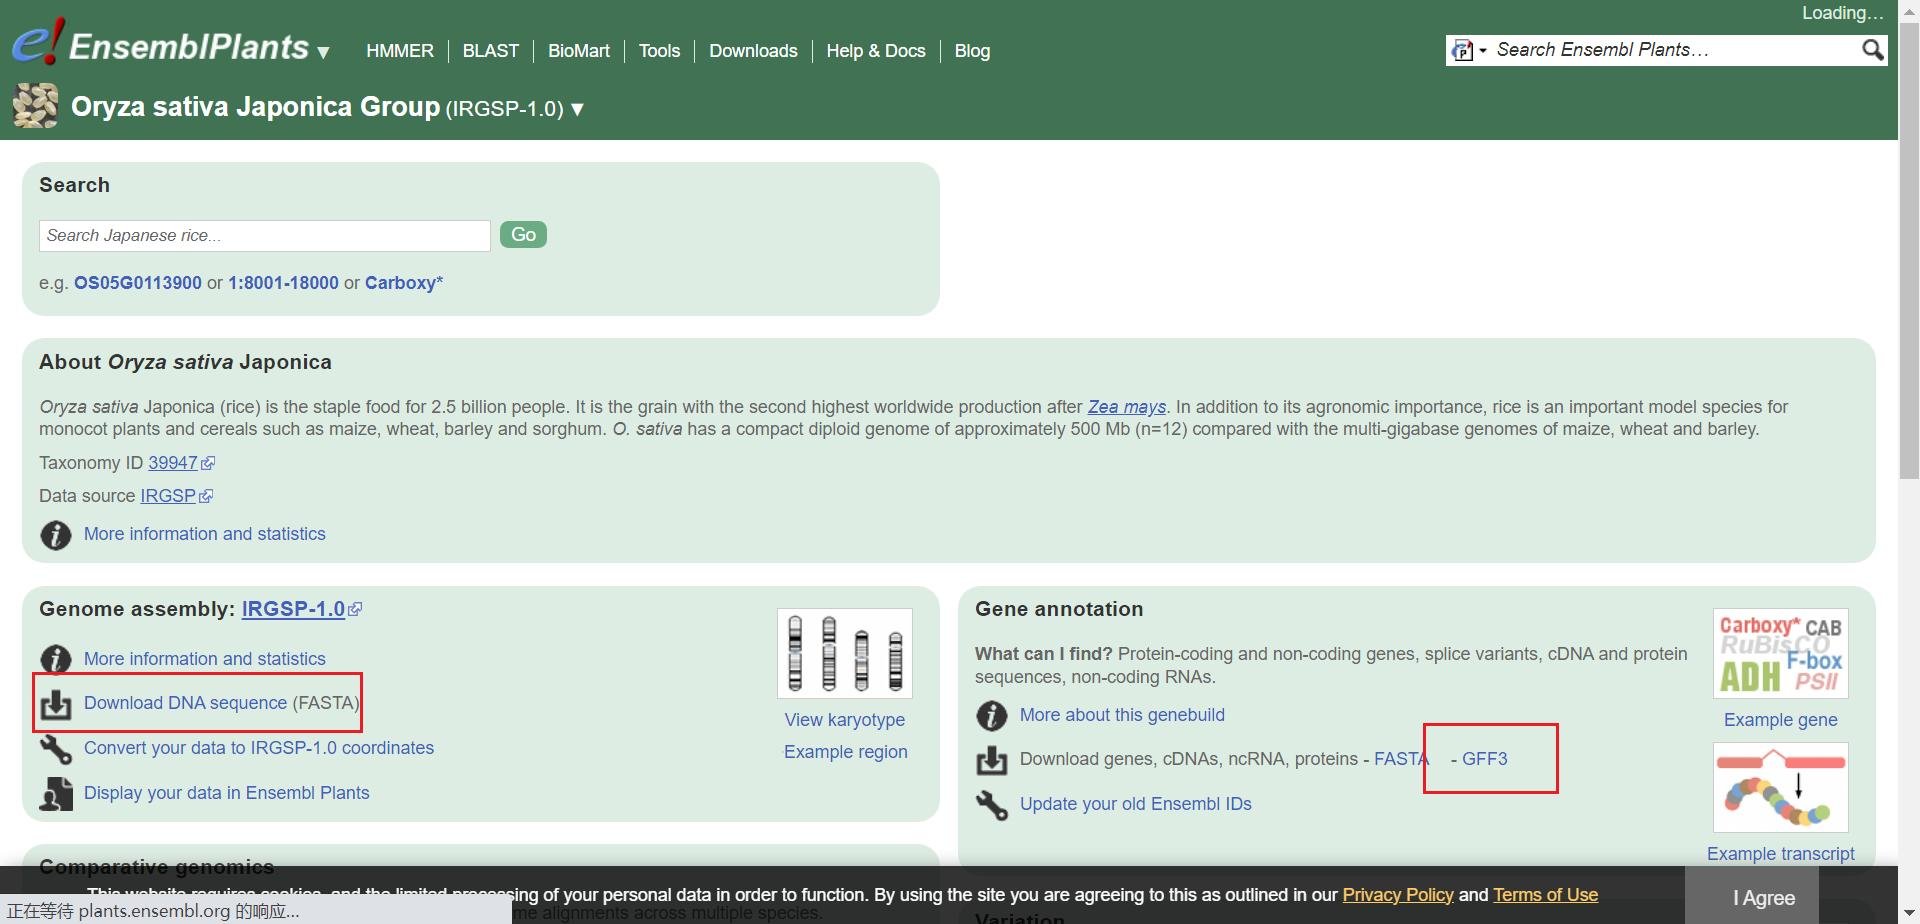 Loading…
e! EnsemblPlants ▼ HMMER BLAST BioMart Tools Downloads Help & Docs Blog
Search Ensembl Plants…
Oryza sativa Japonica Group (IRGSP-1.0) ▼
Search
Search Japanese rice...
Go
e.g. OS05G0113900 or 1:8001-18000 or Carboxy*
About Oryza sativa Japonica
Oryza sativa Japonica (rice) is the staple food for 2.5 billion people. It is the grain with the second highest worldwide production after Zea mays. In addition to its agronomic importance, rice is an important model species for
monocot plants and cereals such as maize, wheat, barley and sorghum. O. sativa has a compact diploid genome of approximately 500 Mb (n=12) compared with the multi-gigabase genomes of maize, wheat and barley.
Taxonomy ID 39947
Data source IRGSP
More information and statistics
Genome assembly: IRGSP-1.0
More information and statistics
Download DNA sequence (FASTA)
Convert your data to IRGSP-1.0 coordinates
Display your data in Ensembl Plants
View karyotype
Example region
Gene annotation
What can I find? Protein-coding and non-coding genes, splice variants, cDNA and protein
sequences, non-coding RNAs.
More about this genebuild
Download genes, cDNAs, ncRNA, proteins - FASTA - GFF3
Update your old Ensembl IDs
Carboxy* CAB
RuBisCO
ADH F-box
PSII
Example gene
Example transcript
Comparative genomics
This website requires cookies, and the limited processing of your personal data in order to function. By using the site you are agreeing to this as outlined in our Privacy Policy and Terms of Use
I Agree
正在等待 plants.ensembl.org 的响应...
me alignments across multiple species.
Variation